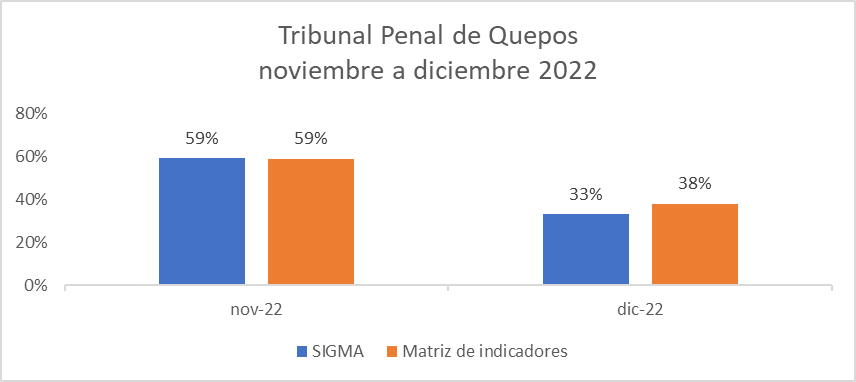 Tribunal Penal de Quepos
noviembre a diciembre 2022
80%
60%
40%
20%
0%
59%
59%
33%
38%
nov-22
dic-22
SIGMA
Matriz de indicadores